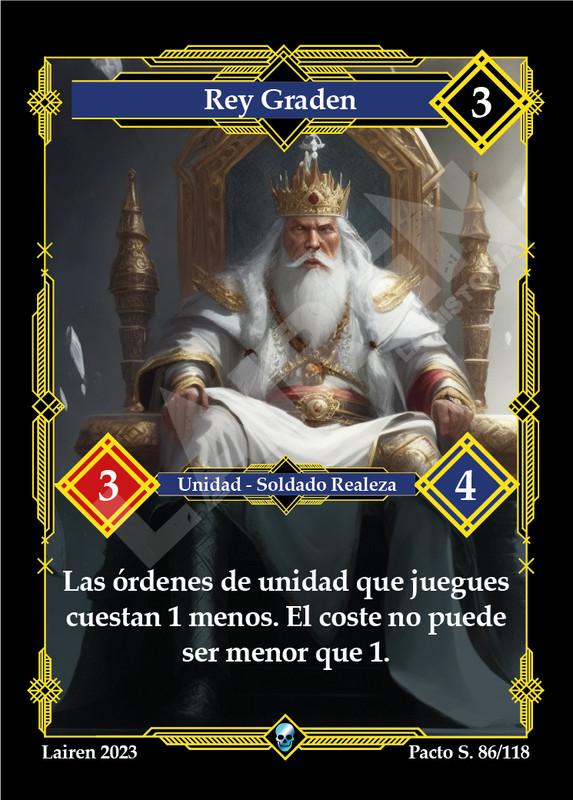 Rey Graden
3
3
Unidad - Soldado Realeza
4
Las órdenes de unidad que juegues
cuestan 1 menos. El coste no puede
ser menor que 1.
Lairen 2023
Pacto S. 86/118